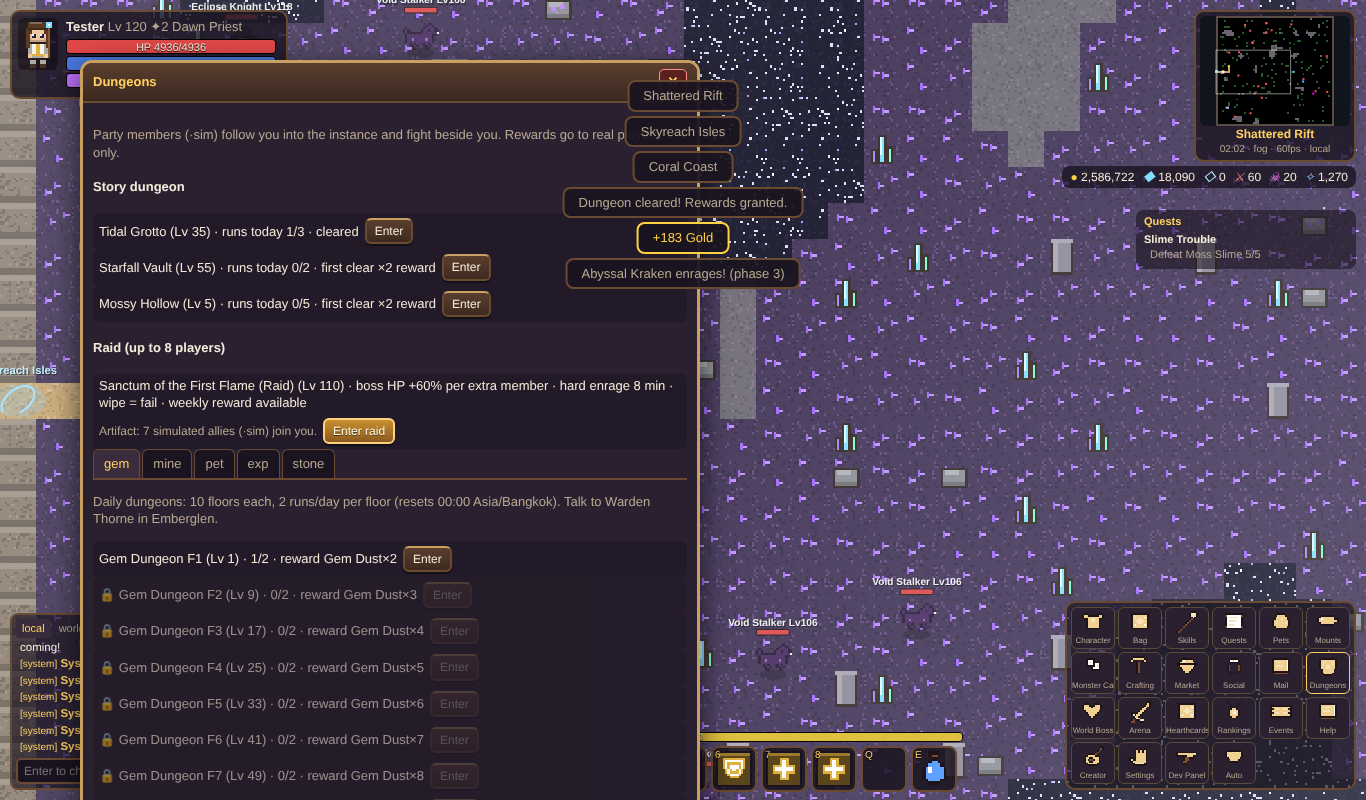 Eclipse Knight Lv118
Void Stalker Lv106
Tester Lv 120 ✦2 Dawn Priest
HP 4936/4936
Dungeons
Party members (·sim) follow you into the instance and fight beside you. Rewards go to real
only.
Story dungeon
Tidal Grotto (Lv 35) · runs today 1/3 · cleared Enter
Starfall Vault (Lv 55) · runs today 0/2 · first clear ×2 reward Enter
Mossy Hollow (Lv 5) · runs today 0/5 · first clear ×2 reward Enter
Raid (up to 8 players)
Sanctum of the First Flame (Raid) (Lv 110) · boss HP +60% per extra member · hard enrage 8 min ·
wipe = fail · weekly reward available
Artifact: 7 simulated allies (·sim) join you. Enter raid
gem mine pet exp stone
Daily dungeons: 10 floors each, 2 runs/day per floor (resets 00:00 Asia/Bangkok). Talk to Warden
Thorne in Emberglen.
Gem Dungeon F1 (Lv 1) · 1/2 · reward Gem Dust×2 Enter
🔒 Gem Dungeon F2 (Lv 9) · 0/2 · reward Gem Dust×3 Enter
🔒 Gem Dungeon F3 (Lv 17) · 0/2 · reward Gem Dust×4 Enter
🔒 Gem Dungeon F4 (Lv 25) · 0/2 · reward Gem Dust×5 Enter
🔒 Gem Dungeon F5 (Lv 33) · 0/2 · reward Gem Dust×6 Enter
🔒 Gem Dungeon F6 (Lv 41) · 0/2 · reward Gem Dust×7 Enter
🔒 Gem Dungeon F7 (Lv 49) · 0/2 · reward Gem Dust×8 Enter
Shattered Rift
Skyreach Isles
Coral Coast
Dungeon cleared! Rewards granted.
+183 Gold
Abyssal Kraken enrages! (phase 3)
Shattered Rift
02:02 · fog · 60fps · local
2,586,722 18,090 0 60 20 1,270
Quests
Slime Trouble
Defeat Moss Slime 5/5
reach Isles
Void Stalker Lv106
Void Stalker Lv106
local
coming!
[system] Sys
[system] Sys
[system] Sys
[system] Sys
[system] Sys
[system] Sys
Enter to ch
6 7 8 Q E
Character Bag Skills Quests Pets Mounts
Monster Ca Crafting Market Social Mail Dungeons
World Boss Arena Hearthcards Rankings Events Help
Creator Settings Dev Panel Auto